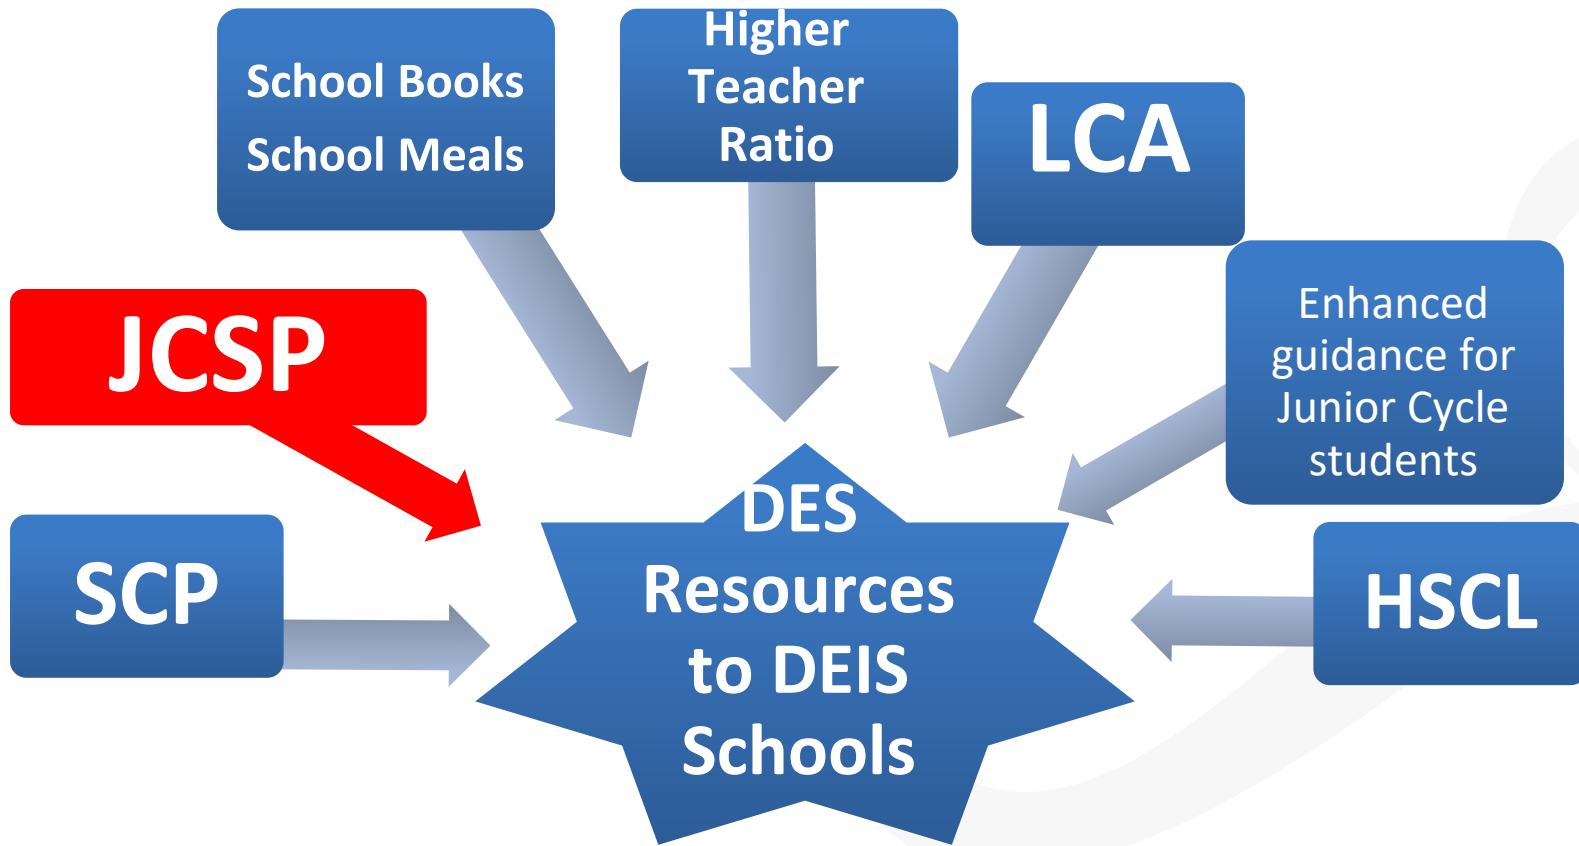 School Books
School Meals
Higher
Teacher
Ratio
LCA
JCSP
Enhanced
guidance for
Junior Cycle
students
SCP
HSCL
DES
Resources
to DEIS
Schools